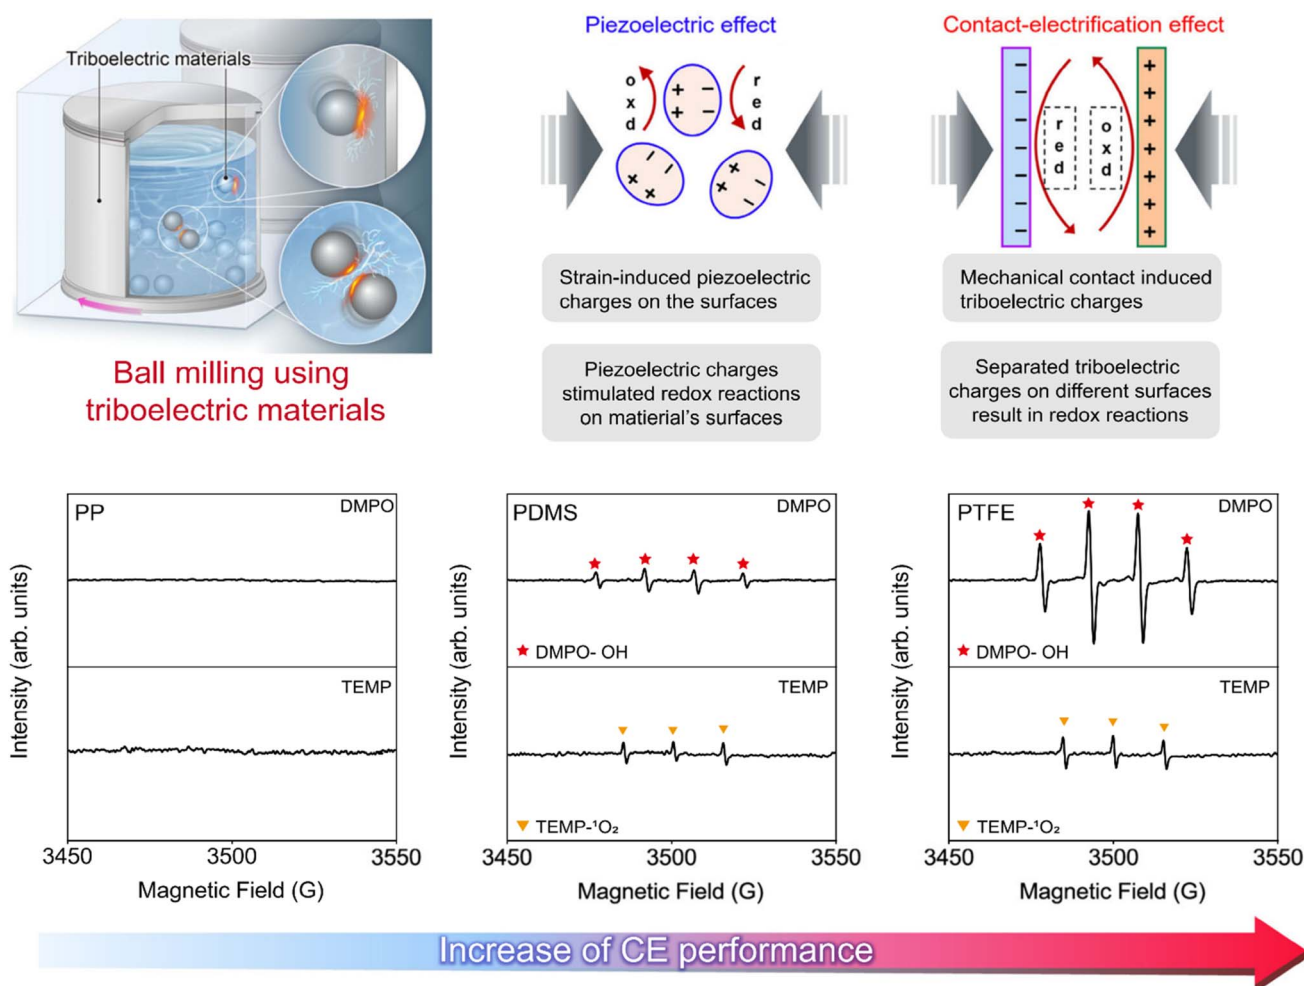 Triboelectric materials
Ball milling using
triboelectric materials
Piezoelectric effect
oxd
red
+ −
+ −
−
−
+
+
+
+
−
−
Strain-induced piezoelectric
charges on the surfaces
Piezoelectric charges
stimulated redox reactions
on matierial's surfaces
Contact-electrification effect
−
−
−
−
−
−
−
red
oxd
+
+
+
+
+
+
+
Mechanical contact induced
triboelectric charges
Separated triboelectric
charges on different surfaces
result in redox reactions
PP
DMPO
TEMP
Intensity (arb. units)
3450 3500 3550
Magnetic Field (G)
PDMS
DMPO
★ DMPO- OH
TEMP
▼ TEMP-¹O₂
Intensity (arb. units)
3450 3500 3550
Magnetic Field (G)
PTFE
DMPO
★ DMPO- OH
TEMP
▼ TEMP-¹O₂
Intensity (arb. units)
3450 3500 3550
Magnetic Field (G)
Increase of CE performance